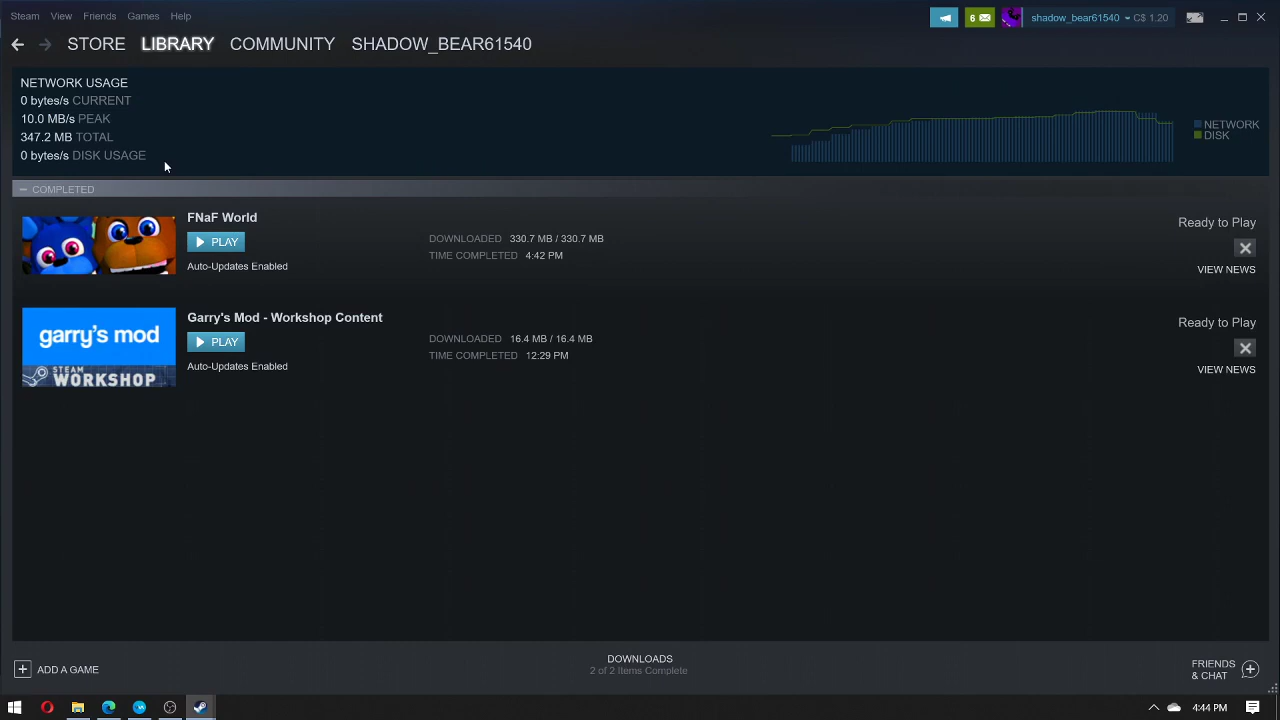 Steam View Friends Games Help
6 shadow_bear61540 C$ 1.20
STORE LIBRARY COMMUNITY SHADOW_BEAR61540
NETWORK USAGE
0 bytes/s CURRENT
10.0 MB/s PEAK
347.2 MB TOTAL
0 bytes/s DISK USAGE
NETWORK
DISK
COMPLETED
FNaF World
PLAY
Auto-Updates Enabled
DOWNLOADED 330.7 MB / 330.7 MB
TIME COMPLETED 4:42 PM
Ready to Play
VIEW NEWS
garry's mod
STEAM
WORKSHOP
Garry's Mod - Workshop Content
PLAY
Auto-Updates Enabled
DOWNLOADED 16.4 MB / 16.4 MB
TIME COMPLETED 12:29 PM
Ready to Play
VIEW NEWS
ADD A GAME
DOWNLOADS
2 of 2 Items Complete
FRIENDS
& CHAT
4:44 PM